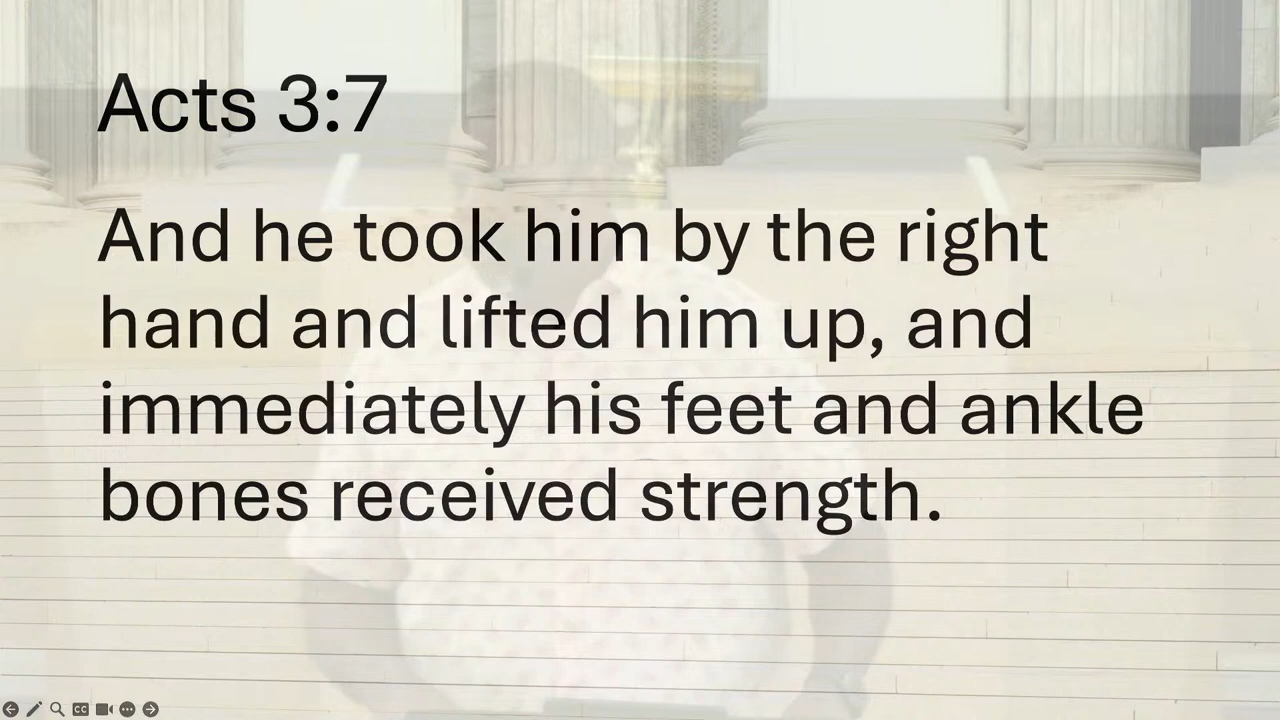 Acts 3:7
And he took him by the right
hand and lifted him up, and
immediately his feet and ankle
bones received strength.
CC